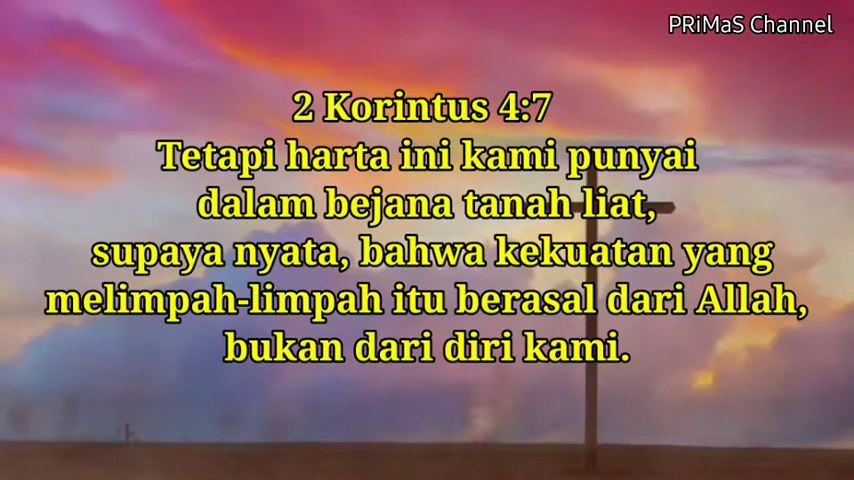 PRiMaS Channel
2 Korintus 4:7
Tetapi harta ini kami punyai
dalam bejana tanah liat,
supaya nyata, bahwa kekuatan yang
melimpah-limpah itu berasal dari Allah,
bukan dari diri kami.